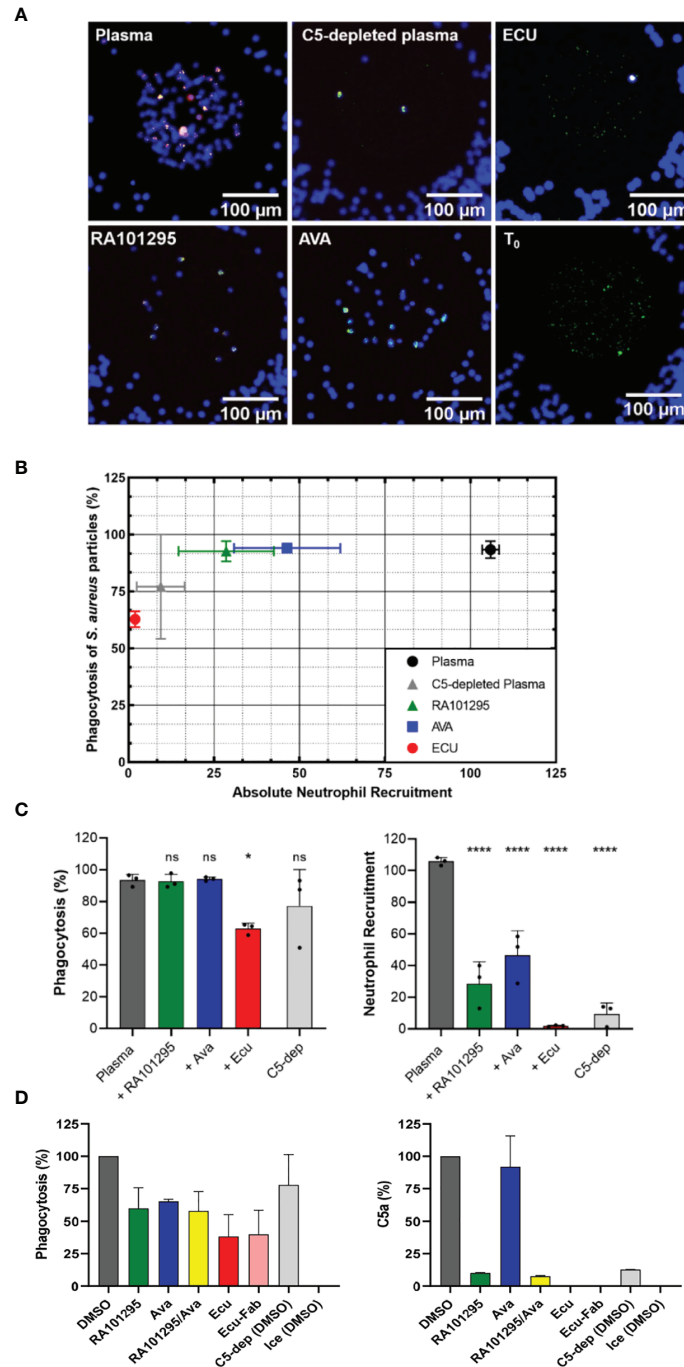 A
Plasma
C5-depleted plasma
ECU
100 µm
100 µm
100 µm
RA101295
AVA
T0
100 µm
100 µm
100 µm
B
Phagocytosis of S. aureus particles (%)
125
100
75
50
25
0
0
25
50
75
100
125
Absolute Neutrophil Recruitment
Plasma
C5-depleted Plasma
RA101295
AVA
ECU
C
Phagocytosis (%)
120
100
80
60
40
20
0
ns
ns
*
ns
Plasma
+ RA101295
+ Ava
+ Ecu
C5-dep
Neutrophil Recruitment
120
100
80
60
40
20
0
****
****
****
****
Plasma
+ RA101295
+ Ava
+ Ecu
C5-dep
D
Phagocytosis (%)
125
100
75
50
25
0
DMSO
RA101295
Ava
RA101295/Ava
Ecu
Ecu-Fab
C5-dep (DMSO)
Ice (DMSO)
C5a (%)
125
100
75
50
25
0
DMSO
RA101295
Ava
RA101295/Ava
Ecu
Ecu-Fab
C5-dep (DMSO)
Ice (DMSO)